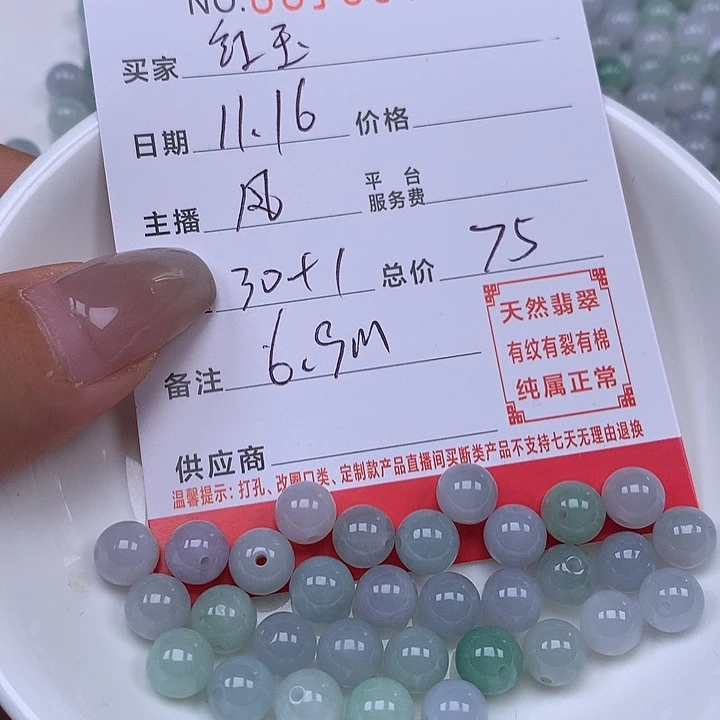 NO.
买家 红玉
日期 11.16 价格
主播 风 平台服务费
30+1 总价 75
备注 6.9m
供应商
天然翡翠
有纹有裂有棉
纯属正常
温馨提示：打孔、改圈口类、定制款产品直播间买断类产品不支持七天无理由退换